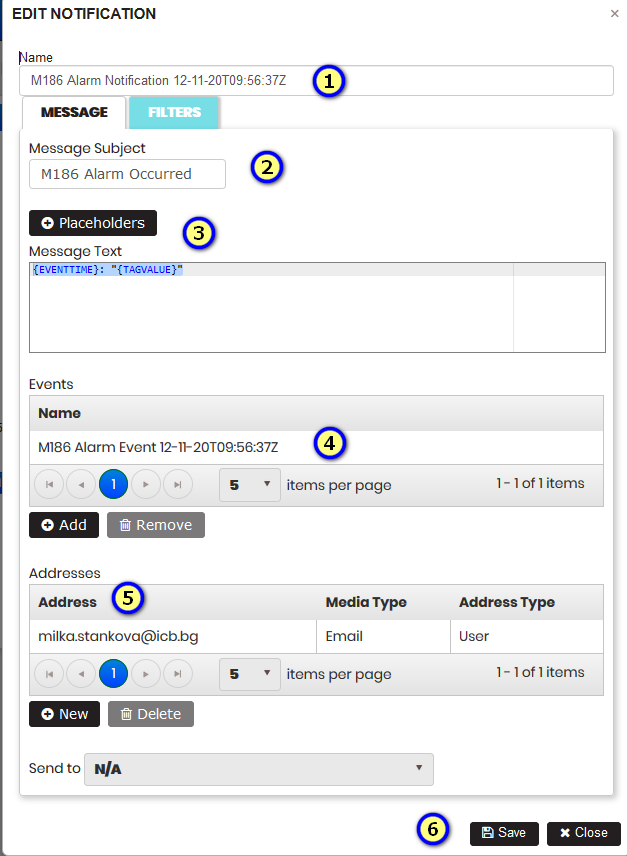 EDIT NOTIFICATION ×
Name
M186 Alarm Notification 12-11-20T09:56:37Z 1
MESSAGE FILTERS
Message Subject
M186 Alarm Occurred 2
Placeholders 3
Message Text
{EVENTTIME}: "{TAGVALUE}"
Events
Name
M186 Alarm Event 12-11-20T09:56:37Z 4
1 5 items per page 1 - 1 of 1 items
Add Remove
Addresses
Address 5 Media Type Address Type
milka.stankova@icb.bg Email User
1 5 items per page 1 - 1 of 1 items
New Delete
Send to N/A
6 Save Close